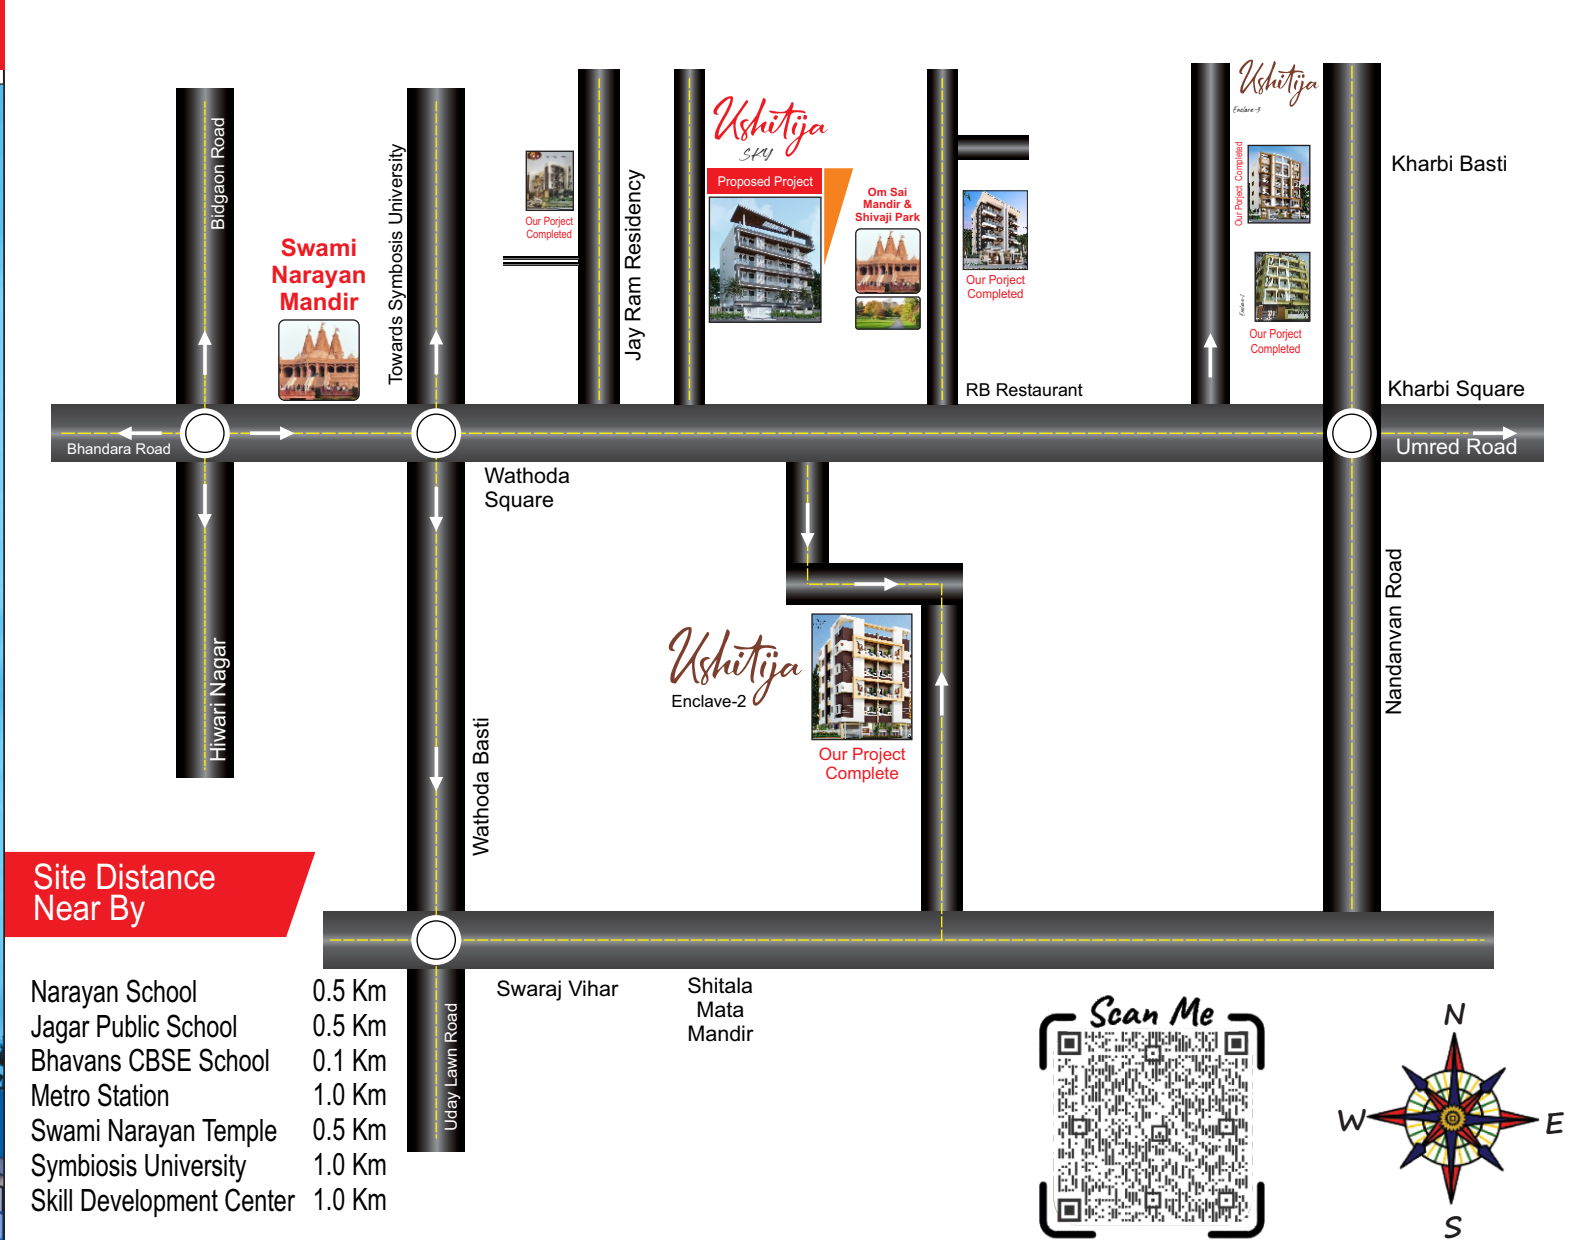 Ushitija
SKY
Proposed Project
Ushitija
Enclave-3
Our Porject Completed
Our Porject
Completed
Kharbi Basti
Kharbi Square
Umred Road
Bidgaon Road
Swami
Narayan
Mandir
Towards Symbosis University
Our Porject
Completed
Jay Ram Residency
Om Sai
Mandir &
Shivaji Park
Our Porject
Completed
RB Restaurant
Bhandara Road
Wathoda
Square
Hiwari Nagar
Wathoda Basti
Ushitija
Enclave-2
Our Project
Complete
Nandanvan Road
Site Distance
Near By
Narayan School 0.5 Km
Jagar Public School 0.5 Km
Bhavans CBSE School 0.1 Km
Metro Station 1.0 Km
Swami Narayan Temple 0.5 Km
Symbiosis University 1.0 Km
Skill Development Center 1.0 Km
Uday Lawn Road
Swaraj Vihar
Shitala
Mata
Mandir
Scan Me
N
W
E
S